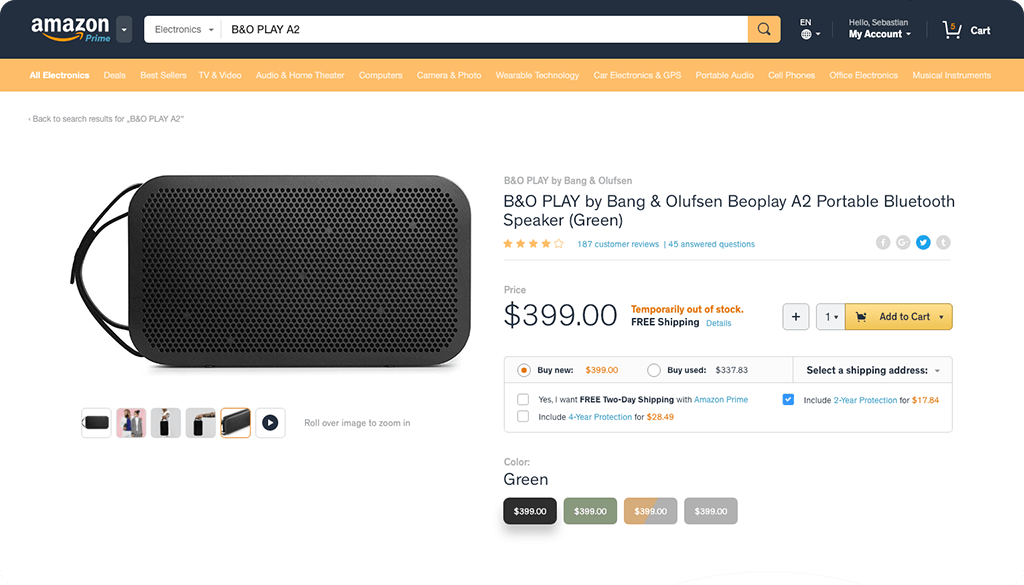 amazon
Prime
Electronics
B&O PLAY A2
EN
Hello, Sebastian
My Account
5
Cart
All Electronics
Deals
Best Sellers
TV & Video
Audio & Home Theater
Computers
Camera & Photo
Wearable Technology
Car Electronics & GPS
Portable Audio
Cell Phones
Office Electronics
Musical Instruments
‹ Back to search results for „B&O PLAY A2"
B&O PLAY by Bang & Olufsen
B&O PLAY by Bang & Olufsen Beoplay A2 Portable Bluetooth
Speaker (Green)
187 customer reviews | 45 answered questions
f
G
t
Price
$399.00
Temporarily out of stock.
FREE Shipping Details
+
1
Add to Cart
Buy new: $399.00
Buy used: $337.83
Select a shipping address:
Yes, I want FREE Two-Day Shipping with Amazon Prime
Include 2-Year Protection for $17.84
Include 4-Year Protection for $28.49
Roll over image to zoom in
Color:
Green
$399.00
$399.00
$399.00
$399.00